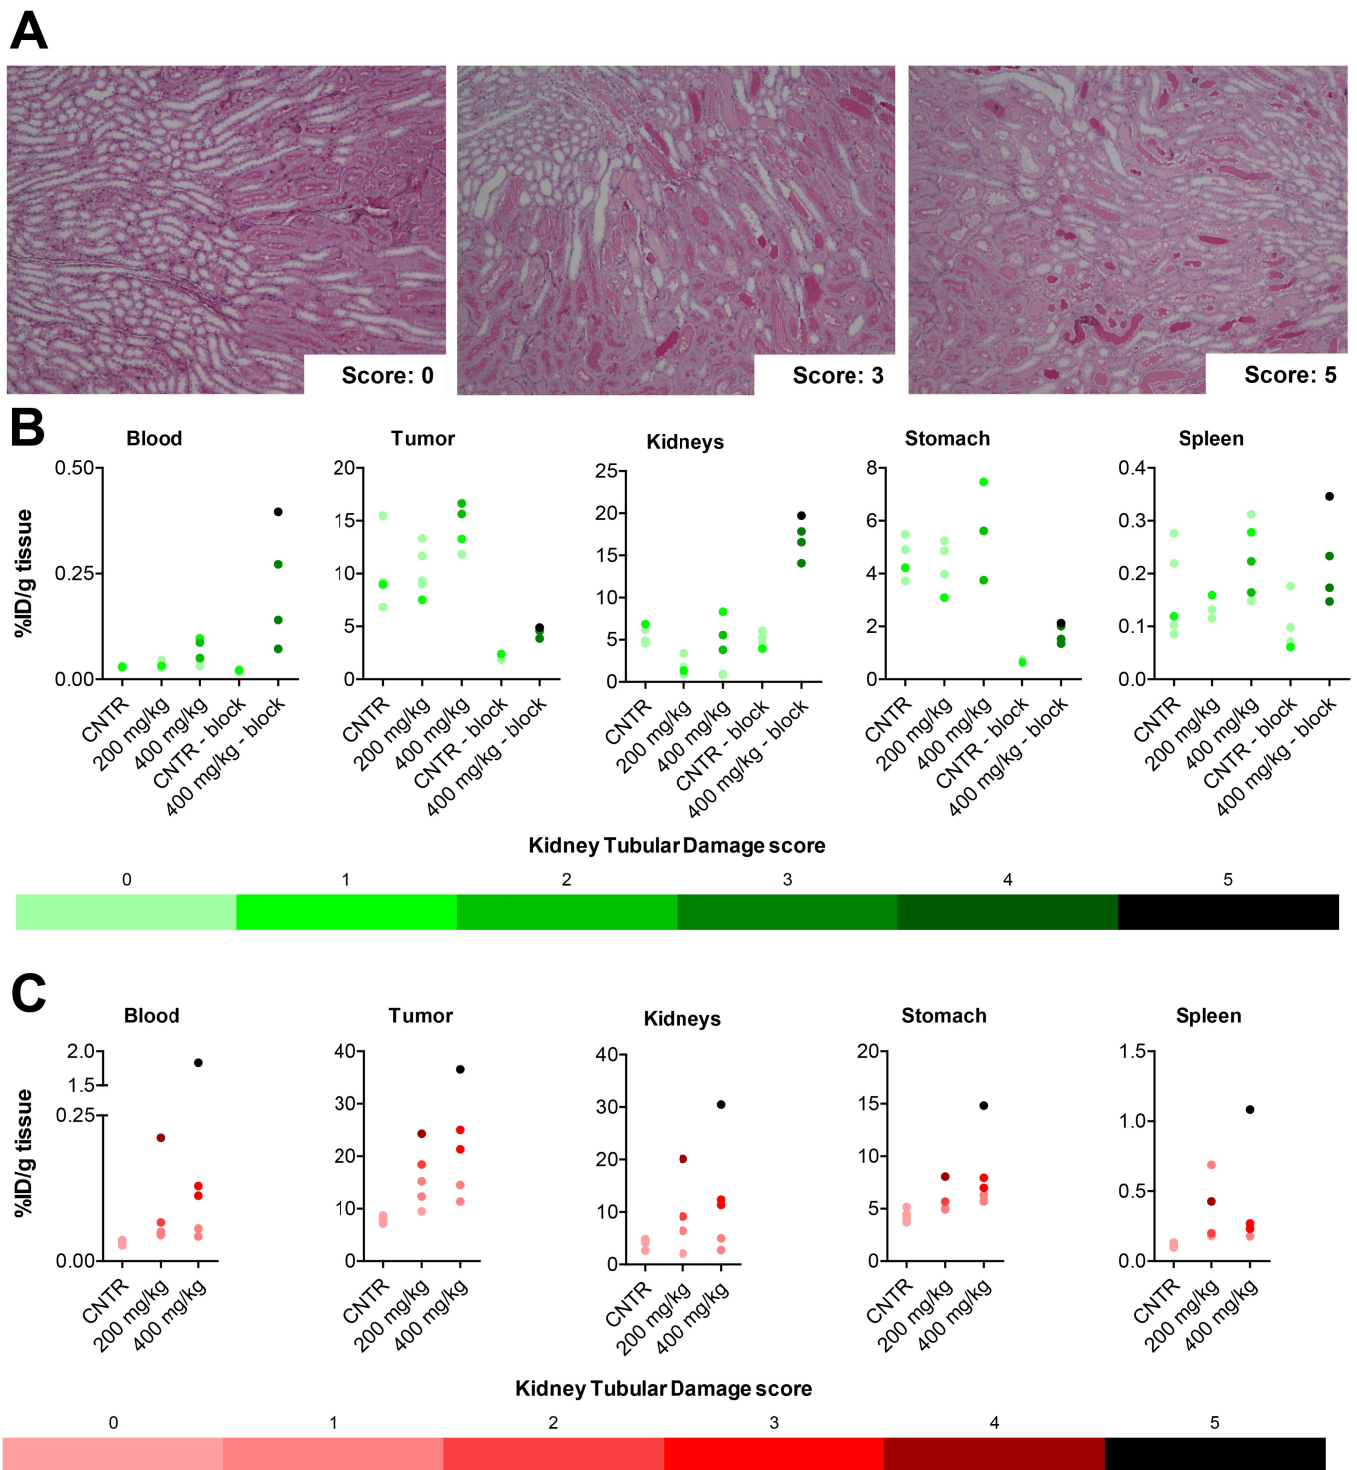 A
Score: 0
Score: 3
Score: 5
B
Blood
Tumor
Kidneys
Stomach
Spleen
%ID/g tissue
0.50
0.25
0.00
20
15
10
5
0
25
20
15
10
5
0
8
6
4
2
0
0.4
0.3
0.2
0.1
0.0
CNTR
200 mg/kg
400 mg/kg
CNTR - block
400 mg/kg - block
CNTR
200 mg/kg
400 mg/kg
CNTR - block
400 mg/kg - block
CNTR
200 mg/kg
400 mg/kg
CNTR - block
400 mg/kg - block
CNTR
200 mg/kg
400 mg/kg
CNTR - block
400 mg/kg - block
CNTR
200 mg/kg
400 mg/kg
CNTR - block
400 mg/kg - block
Kidney Tubular Damage score
0 1 2 3 4 5
C
Blood
Tumor
Kidneys
Stomach
Spleen
%ID/g tissue
2.0
1.5
0.25
0.00
40
30
20
10
0
40
30
20
10
0
20
15
10
5
0
1.5
1.0
0.5
0.0
CNTR
200 mg/kg
400 mg/kg
CNTR
200 mg/kg
400 mg/kg
CNTR
200 mg/kg
400 mg/kg
CNTR
200 mg/kg
400 mg/kg
CNTR
200 mg/kg
400 mg/kg
Kidney Tubular Damage score
0 1 2 3 4 5